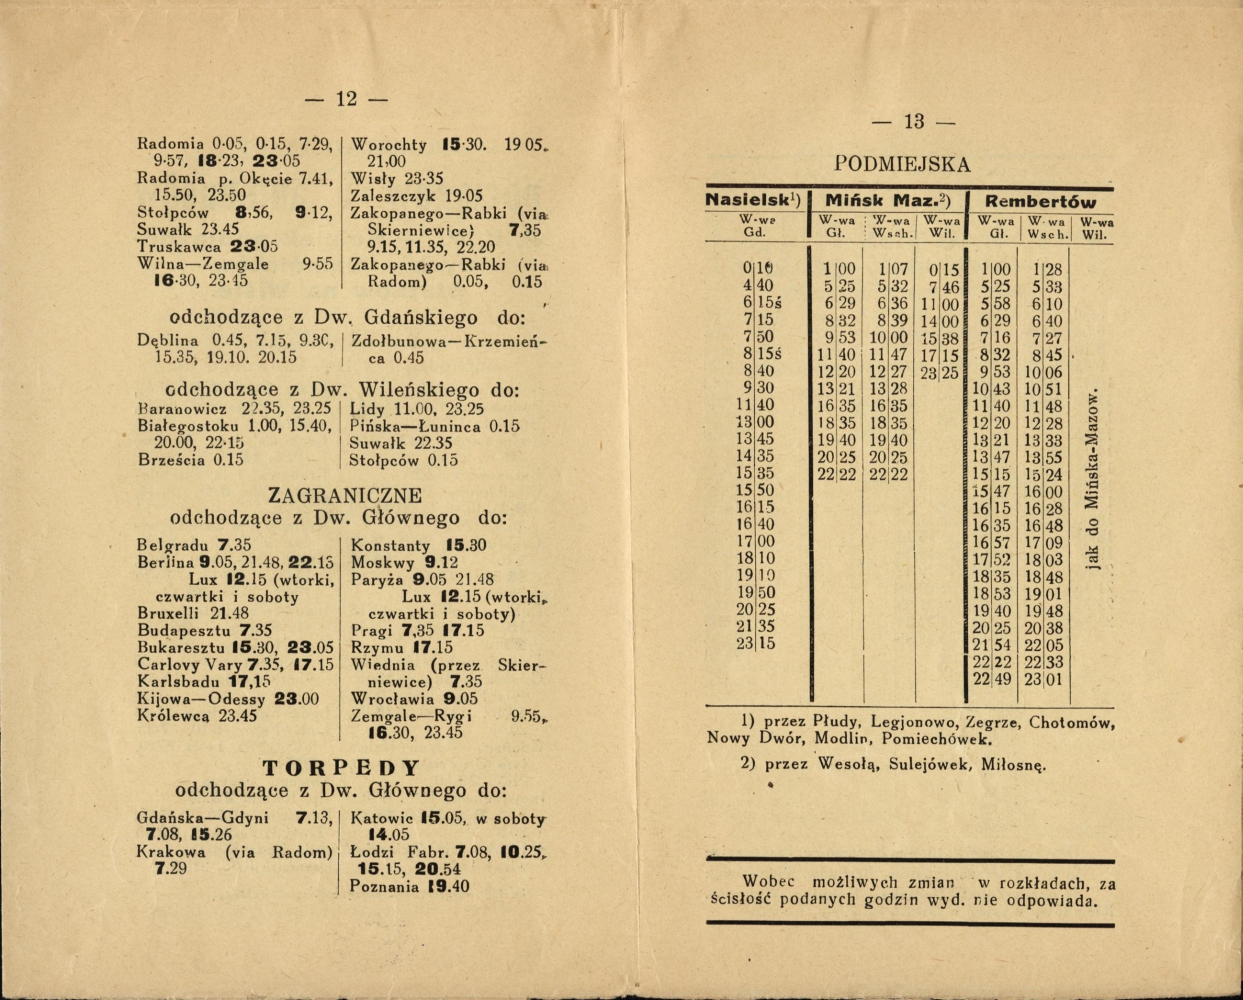 — 12 —
Radomia 0·05, 0·15, 7·29,
9·57, 18·23, 23·05
Radomia p. Okęcie 7.41,
15.50, 23.50
Stołpców 8,56, 9·12,
Suwałk 23.45
Truskawca 23·05
Wilna—Zemgale 9·55
16·30, 23·45
Worochty 15·30. 19 05,
21,00
Wisły 23·35
Zaleszczyk 19·05
Zakopanego—Rabki (via
Skierniewice) 7,35
9.15, 11.35, 22.20
Zakopanego—Rabki (via
Radom) 0.05, 0.15
odchodzące z Dw. Gdańskiego do:
Dęblina 0.45, 7.15, 9.30,
15.35, 19.10. 20.15
Zdołbunowa—Krzemień-
ca 0.45
odchodzące z Dw. Wileńskiego do:
Baranowicz 22.35, 23.25
Białegostoku 1.00, 15.40,
20.00, 22·15
Brześcia 0.15
Lidy 11.00, 23.25
Pińska—Łuninca 0.15
Suwałk 22.35
Stołpców 0.15
ZAGRANICZNE
odchodzące z Dw. Głównego do:
Belgradu 7.35
Berlina 9.05, 21.48, 22.15
Lux 12.15 (wtorki,
czwartki i soboty
Bruxelli 21.48
Budapesztu 7.35
Bukaresztu 15.30, 23.05
Carlovy Vary 7.35, 17.15
Karlsbadu 17,15
Kijowa—Odessy 23.00
Królewca 23.45
Konstanty 15.30
Moskwy 9.12
Paryża 9.05 21.48
Lux 12.15 (wtorki,
czwartki i soboty)
Pragi 7,35 17.15
Rzymu 17.15
Wiednia (przez Skier-
niewice) 7.35
Wrocławia 9.05
Zemgale—Rygi 9.55,
16.30, 23.45
TORPEDY
odchodzące z Dw. Głównego do:
Gdańska—Gdyni 7.13,
7.08, 15.26
Krakowa (via Radom)
7.29
Katowic 15.05, w soboty
14.05
Łodzi Fabr. 7.08, 10.25,
15.15, 20.54
Poznania 19.40
— 13 —
PODMIEJSKA
Nasielsk¹) Mińsk Maz.²) Rembertów
W-wa W-wa W-wa W-wa W-wa W-wa W-wa
Gd. Gł. Wsch. Wil. Gł. Wsch. Wil.
0|10 1|00 1|07 0|15 1|00 1|28
4|40 5|25 5|32 7|46 5|25 5|33
6|15ś 6|29 6|36 11|00 5|58 6|10
7|15 8|32 8|39 14|00 6|29 6|40
7|50 9|53 10|00 15|38 7|16 7|27
8|15ś 11|40 11|47 17|15 8|32 8|45
8|40 12|20 12|27 23|25 9|53 10|06
9|30 13|21 13|28 10|43 10|51
11|40 16|35 16|35 11|40 11|48
13|00 18|35 18|35 12|20 12|28
13|45 19|40 19|40 13|21 13|33
14|35 20|25 20|25 13|47 13|55
15|35 22|22 22|22 15|15 15|24
15|50 15|47 16|00
16|15 16|15 16|28
16|40 16|35 16|48
17|00 16|57 17|09
18|10 17|52 18|03
19|10 18|35 18|48
19|50 18|53 19|01
20|25 19|40 19|48
21|35 20|25 20|38
23|15 21|54 22|05
22|22 22|33
22|49 23|01
jak do Mińska-Mazow.
1) przez Płudy, Legjonowo, Zegrze, Chotomów,
Nowy Dwór, Modlin, Pomiechówek.
2) przez Wesołą, Sulejówek, Miłosnę.
Wobec możliwych zmian w rozkładach, za
ścisłość podanych godzin wyd. nie odpowiada.